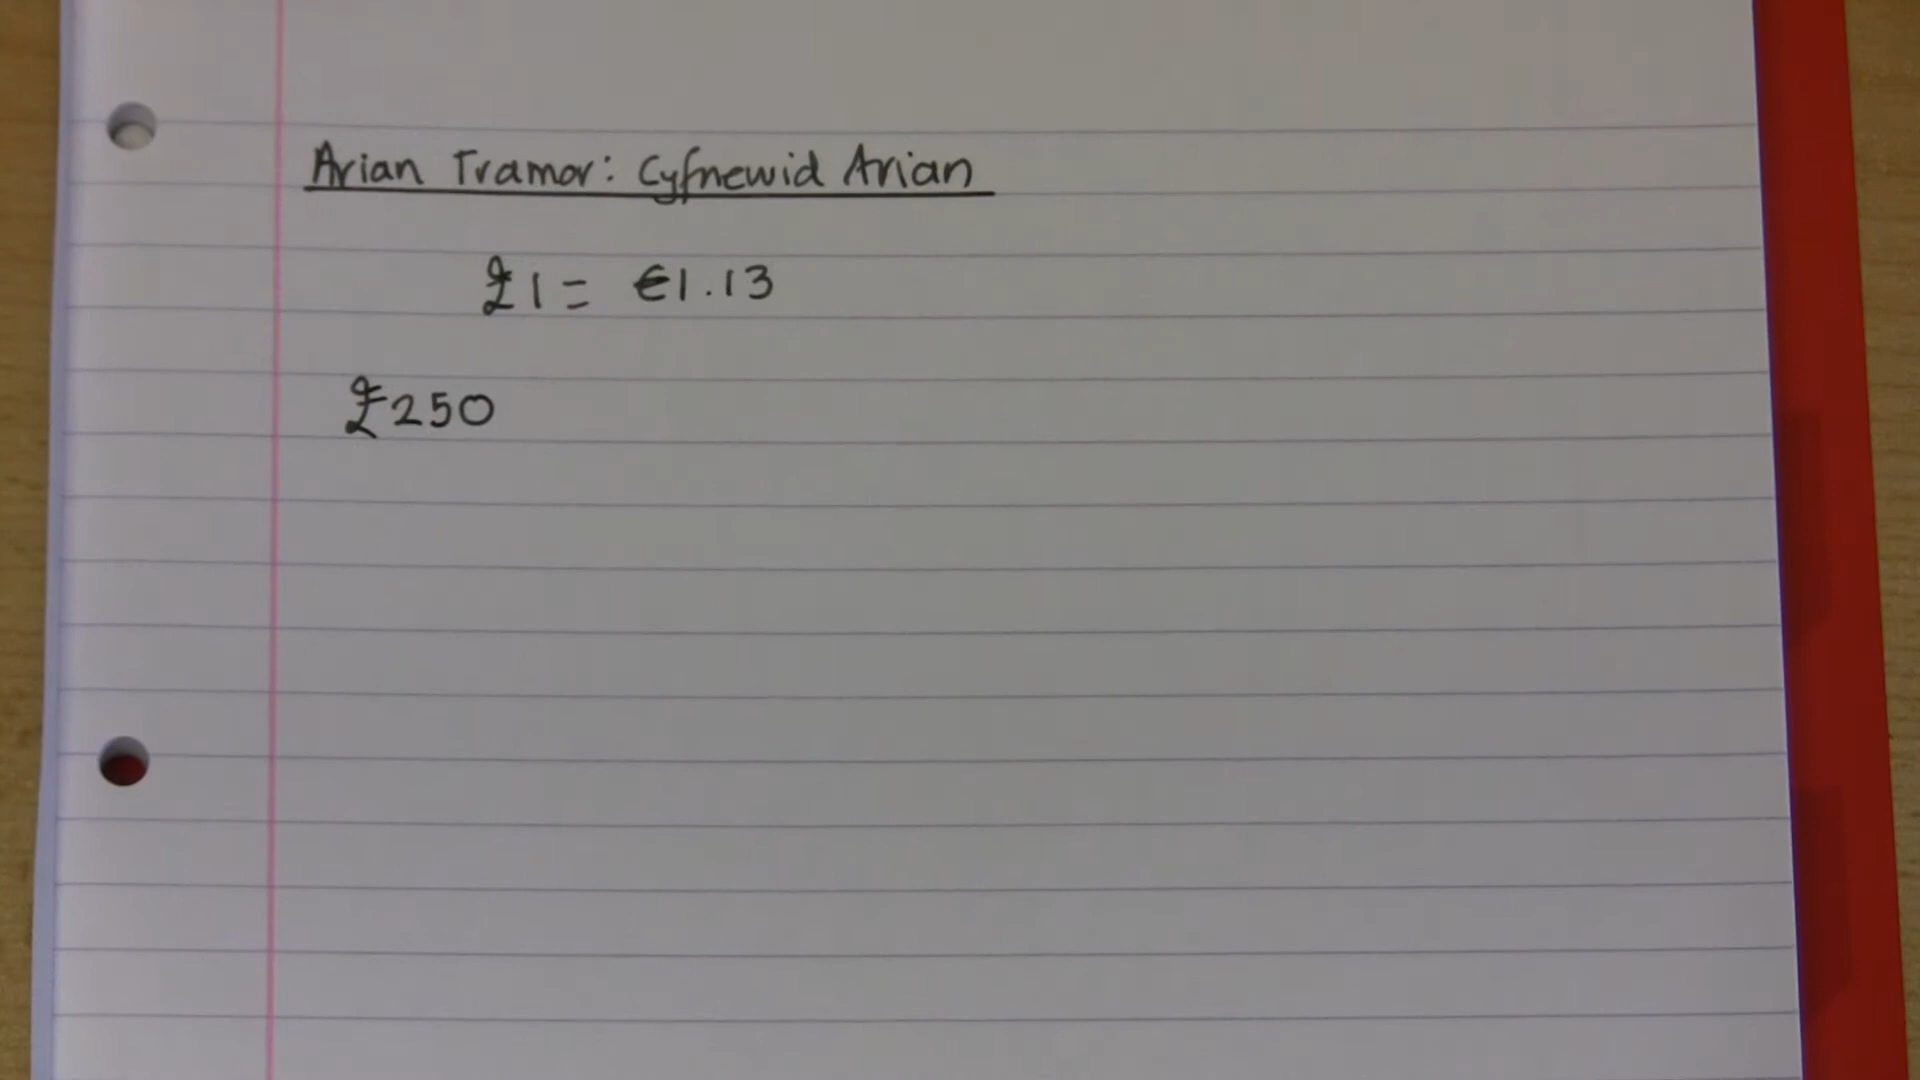 Arian Tramor: Cyfnewid Arian
£1 = €1.13
£250